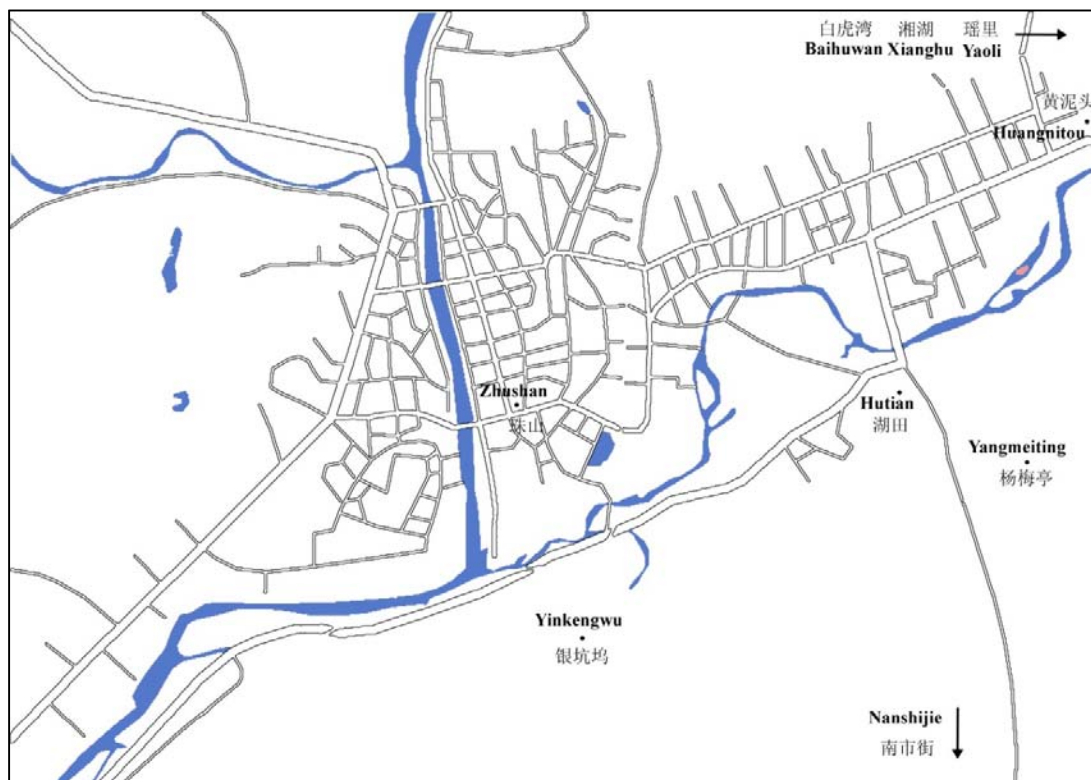 白虎湾 湘湖 瑶里
Baihuwan Xianghu Yaoli
黄泥头
Huangnitou
Zhushan
珠山
Hutian
湖田
Yangmeiting
杨梅亭
Yinkengwu
银坑坞
Nanshijie
南市街